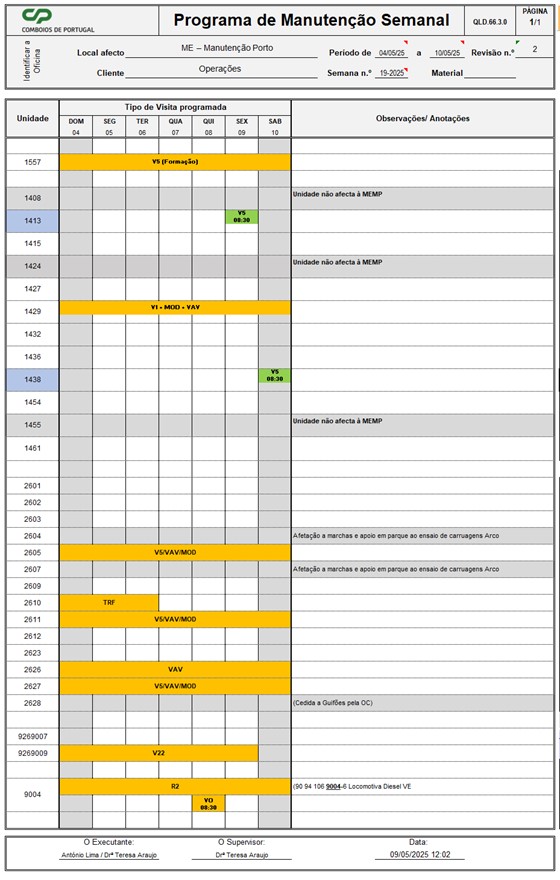 CP
COMBOIOS DE PORTUGAL
Programa de Manutenção Semanal
QLD.66.3.0
PÁGINA
1/1
Identificar a Oficina
Local afecto ME – Manutenção Porto Período de 04/05/25 a 10/05/25 Revisão n.º 2
Cliente Operações Semana n.º 19-2025 Material
Unidade Tipo de Visita programada Observações/ Anotações
DOM SEG TER QUA QUI SEX SAB
04 05 06 07 08 09 10
1557 V5 (Formação)
1408 Unidade não afecta à MEMP
1413 V5 08:30
1415
1424 Unidade não afecta à MEMP
1427
1429 V1 + MOD + VAV
1432
1436
1438 V5 08:30
1454
1455 Unidade não afecta à MEMP
1461
2601
2602
2603
2604 Afetação a marchas e apoio em parque ao ensaio de carruagens Arco
2605 V5/VAV/MOD
2607 Afetação a marchas e apoio em parque ao ensaio de carruagens Arco
2609
2610 TRF
2611 V5/VAV/MOD
2612
2623
2626 VAV
2627 V5/VAV/MOD
2628 (Cedida a Guifões pela OC)
9269007
9269009 V22
9004 R2 (90 94 106 9004-6 Locomotiva Diesel VE
VO 08:30
O Executante: O Supervisor: Data:
António Lima / Drª Teresa Araujo Drª Teresa Araujo 09/05/2025 12:02